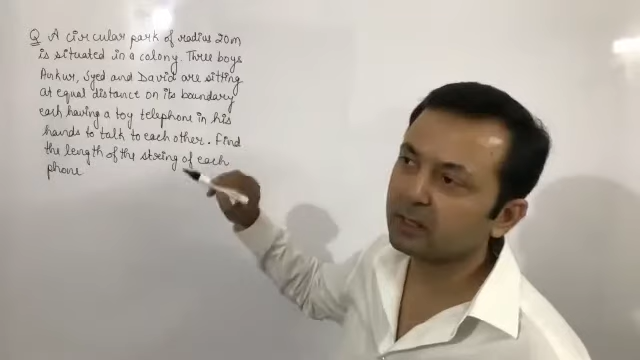 Q A circular park of radius 20m
is situated in a colony. Three boys
Ankur, Syed and David are sitting
at equal distance on its boundary
each having a toy telephone in his
hands to talk to each other. Find
the length of the string of each
phone